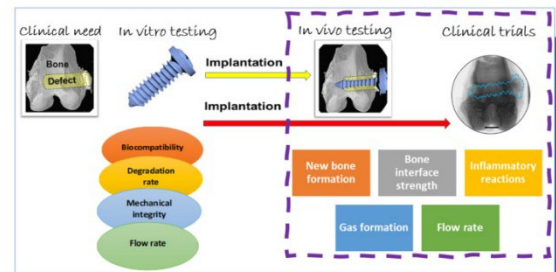 Clinical need
In vitro testing
In vivo testing
Clinical trials
Bone
Defect
Implantation
Implantation
Biocompatibility
Degradation
rate
Mechanical
integrity
Flow rate
New bone
formation
Bone
interface
strength
Inflammatory
reactions
Gas formation
Flow rate